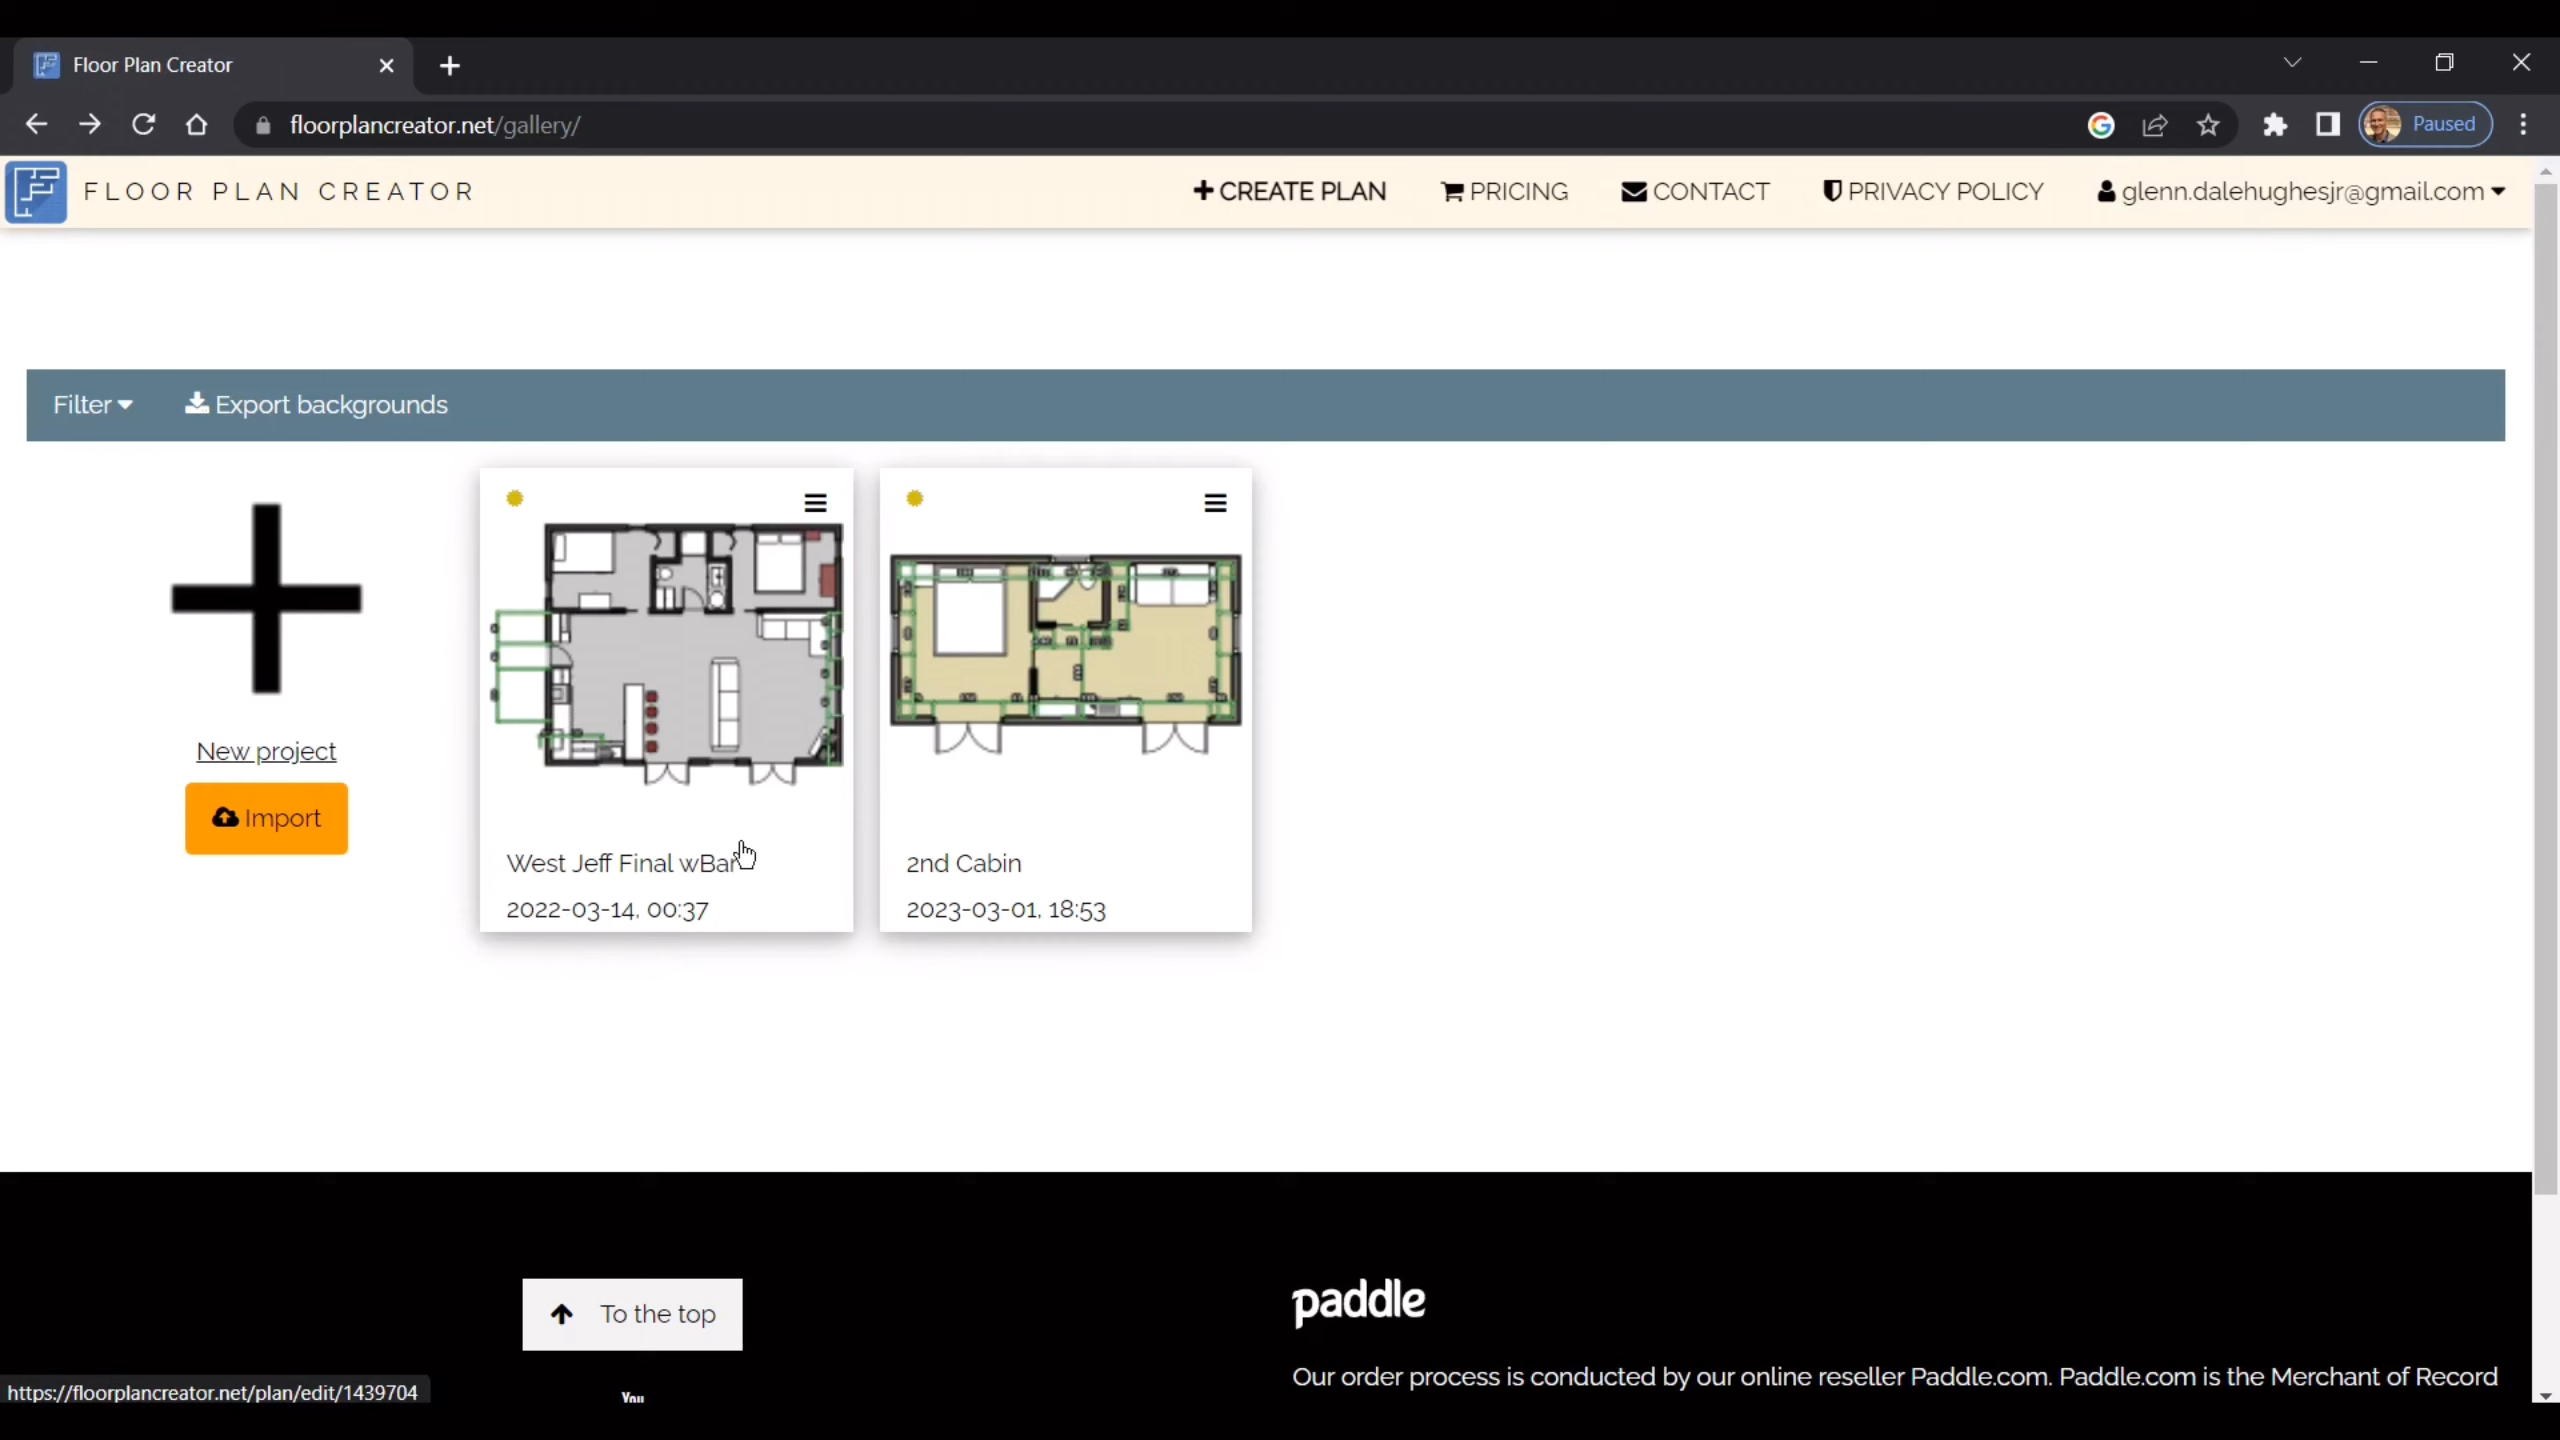 Floor Plan Creator
floorplancreator.net/gallery/
Paused
FLOOR PLAN CREATOR
CREATE PLAN
PRICING
CONTACT
PRIVACY POLICY
glenn.dalehughesjr@gmail.com
Filter
Export backgrounds
New project
Import
West Jeff Final wBar
2022-03-14, 00:37
2nd Cabin
2023-03-01, 18:53
To the top
paddle
Our order process is conducted by our online reseller Paddle.com. Paddle.com is the Merchant of Record
https://floorplancreator.net/plan/edit/1439704
You